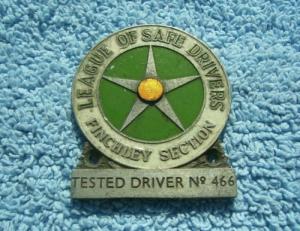 LEAGUE OF SAFE DRIVERS
FINCHLEY SECTION
TESTED DRIVER Nº 466